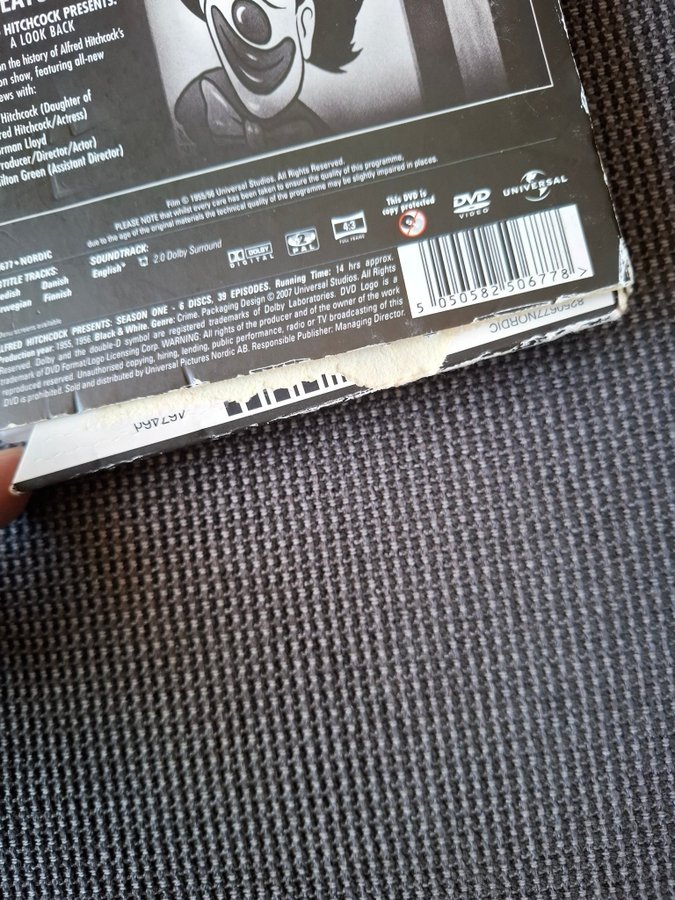 HITCHCOCK PRESENTS:
A LOOK BACK
on the history of Alfred Hitchcock's
on show, featuring all-new
ews with:
Hitchcock (Daughter of
red Hitchcock/Actress)
orman Lloyd
roducer/Director/Actor)
ilton Green (Assistant Director)
Film © 1955/56 Universal Studios. All Rights Reserved.
PLEASE NOTE that whilst every care has been taken to ensure the quality of this programme,
due to the age of the original materials the technical quality of the programme may be slightly impaired in places.
677 • NORDIC
TITLE TRACKS:
edish Danish
rwegian Finnish
SOUNDTRACK:
English* 2.0 Dolby Surround
DOLBY
DIGITAL
2
PAL
4:3
FULL FRAME
This DVD is
copy protected
DVD
VIDEO
UNIVERSAL
ALFRED HITCHCOCK PRESENTS: SEASON ONE - 6 DISCS, 39 EPISODES. Running Time: 14 hrs approx.
Production year: 1955, 1956. Black & White. Genre: Crime. Packaging Design © 2007 Universal Studios. All Rights
Reserved. Dolby and the double-D symbol are registered trademarks of Dolby Laboratories. DVD Logo is a
trademark of DVD Format/Logo Licensing Corp. WARNING: All rights of the producer and of the owner of the work
reproduced reserved. Unauthorised copying, hiring, lending, public performance, radio or TV broadcasting of this
DVD is prohibited. Sold and distributed by Universal Pictures Nordic AB. Responsible Publisher: Managing Director.
5 050582 506778 >
8250677NORDIC